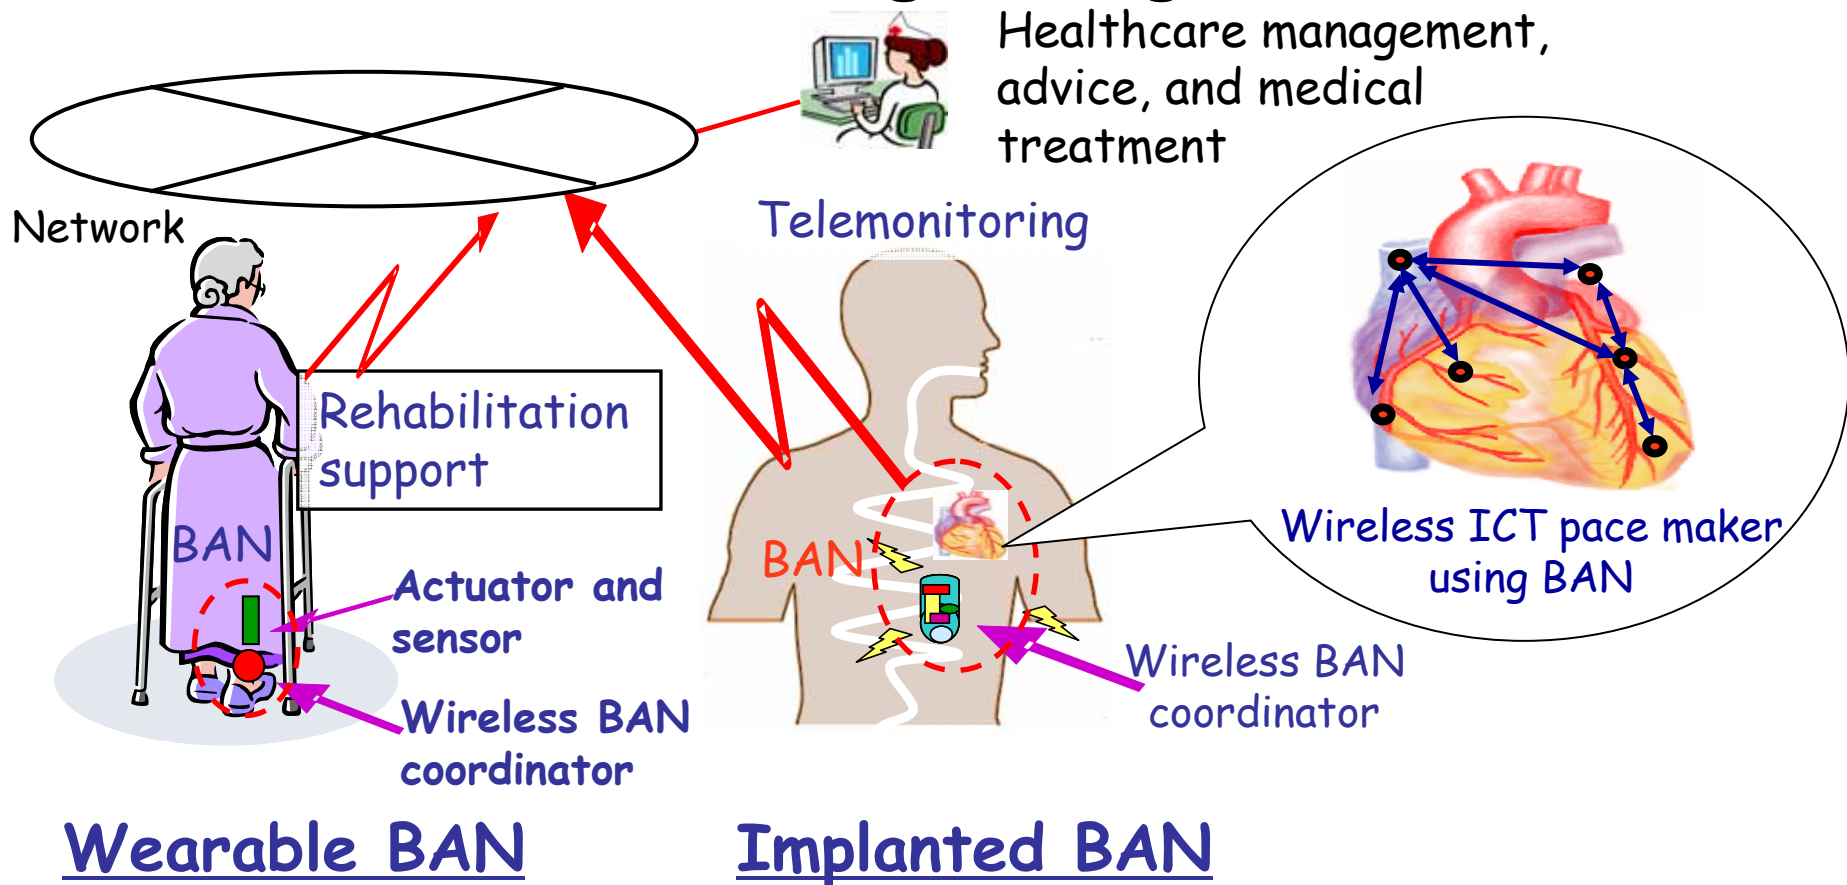 Healthcare management,
advice, and medical
treatment
Network
Telemonitoring
Rehabilitation
support
BAN
BAN
Actuator and
sensor
Wireless BAN
coordinator
Wireless BAN
coordinator
Wireless ICT pace maker
using BAN
Wearable BAN
Implanted BAN